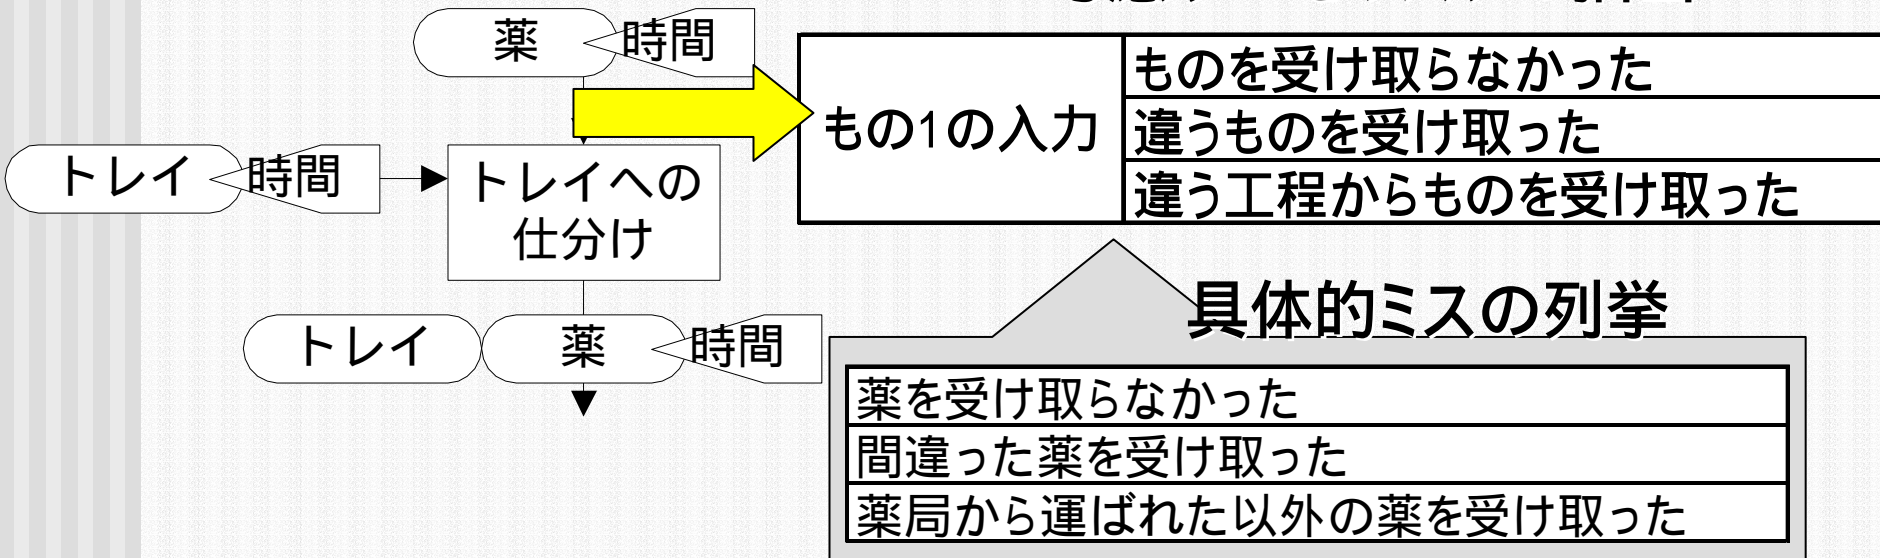 薬
時間
トレイ
時間
トレイへの
仕分け
トレイ
薬
時間
もの1の入力
ものを受け取らなかった
違うものを受け取った
違う工程からものを受け取った
具体的ミスの列挙
薬を受け取らなかった
間違った薬を受け取った
薬局から運ばれた以外の薬を受け取った